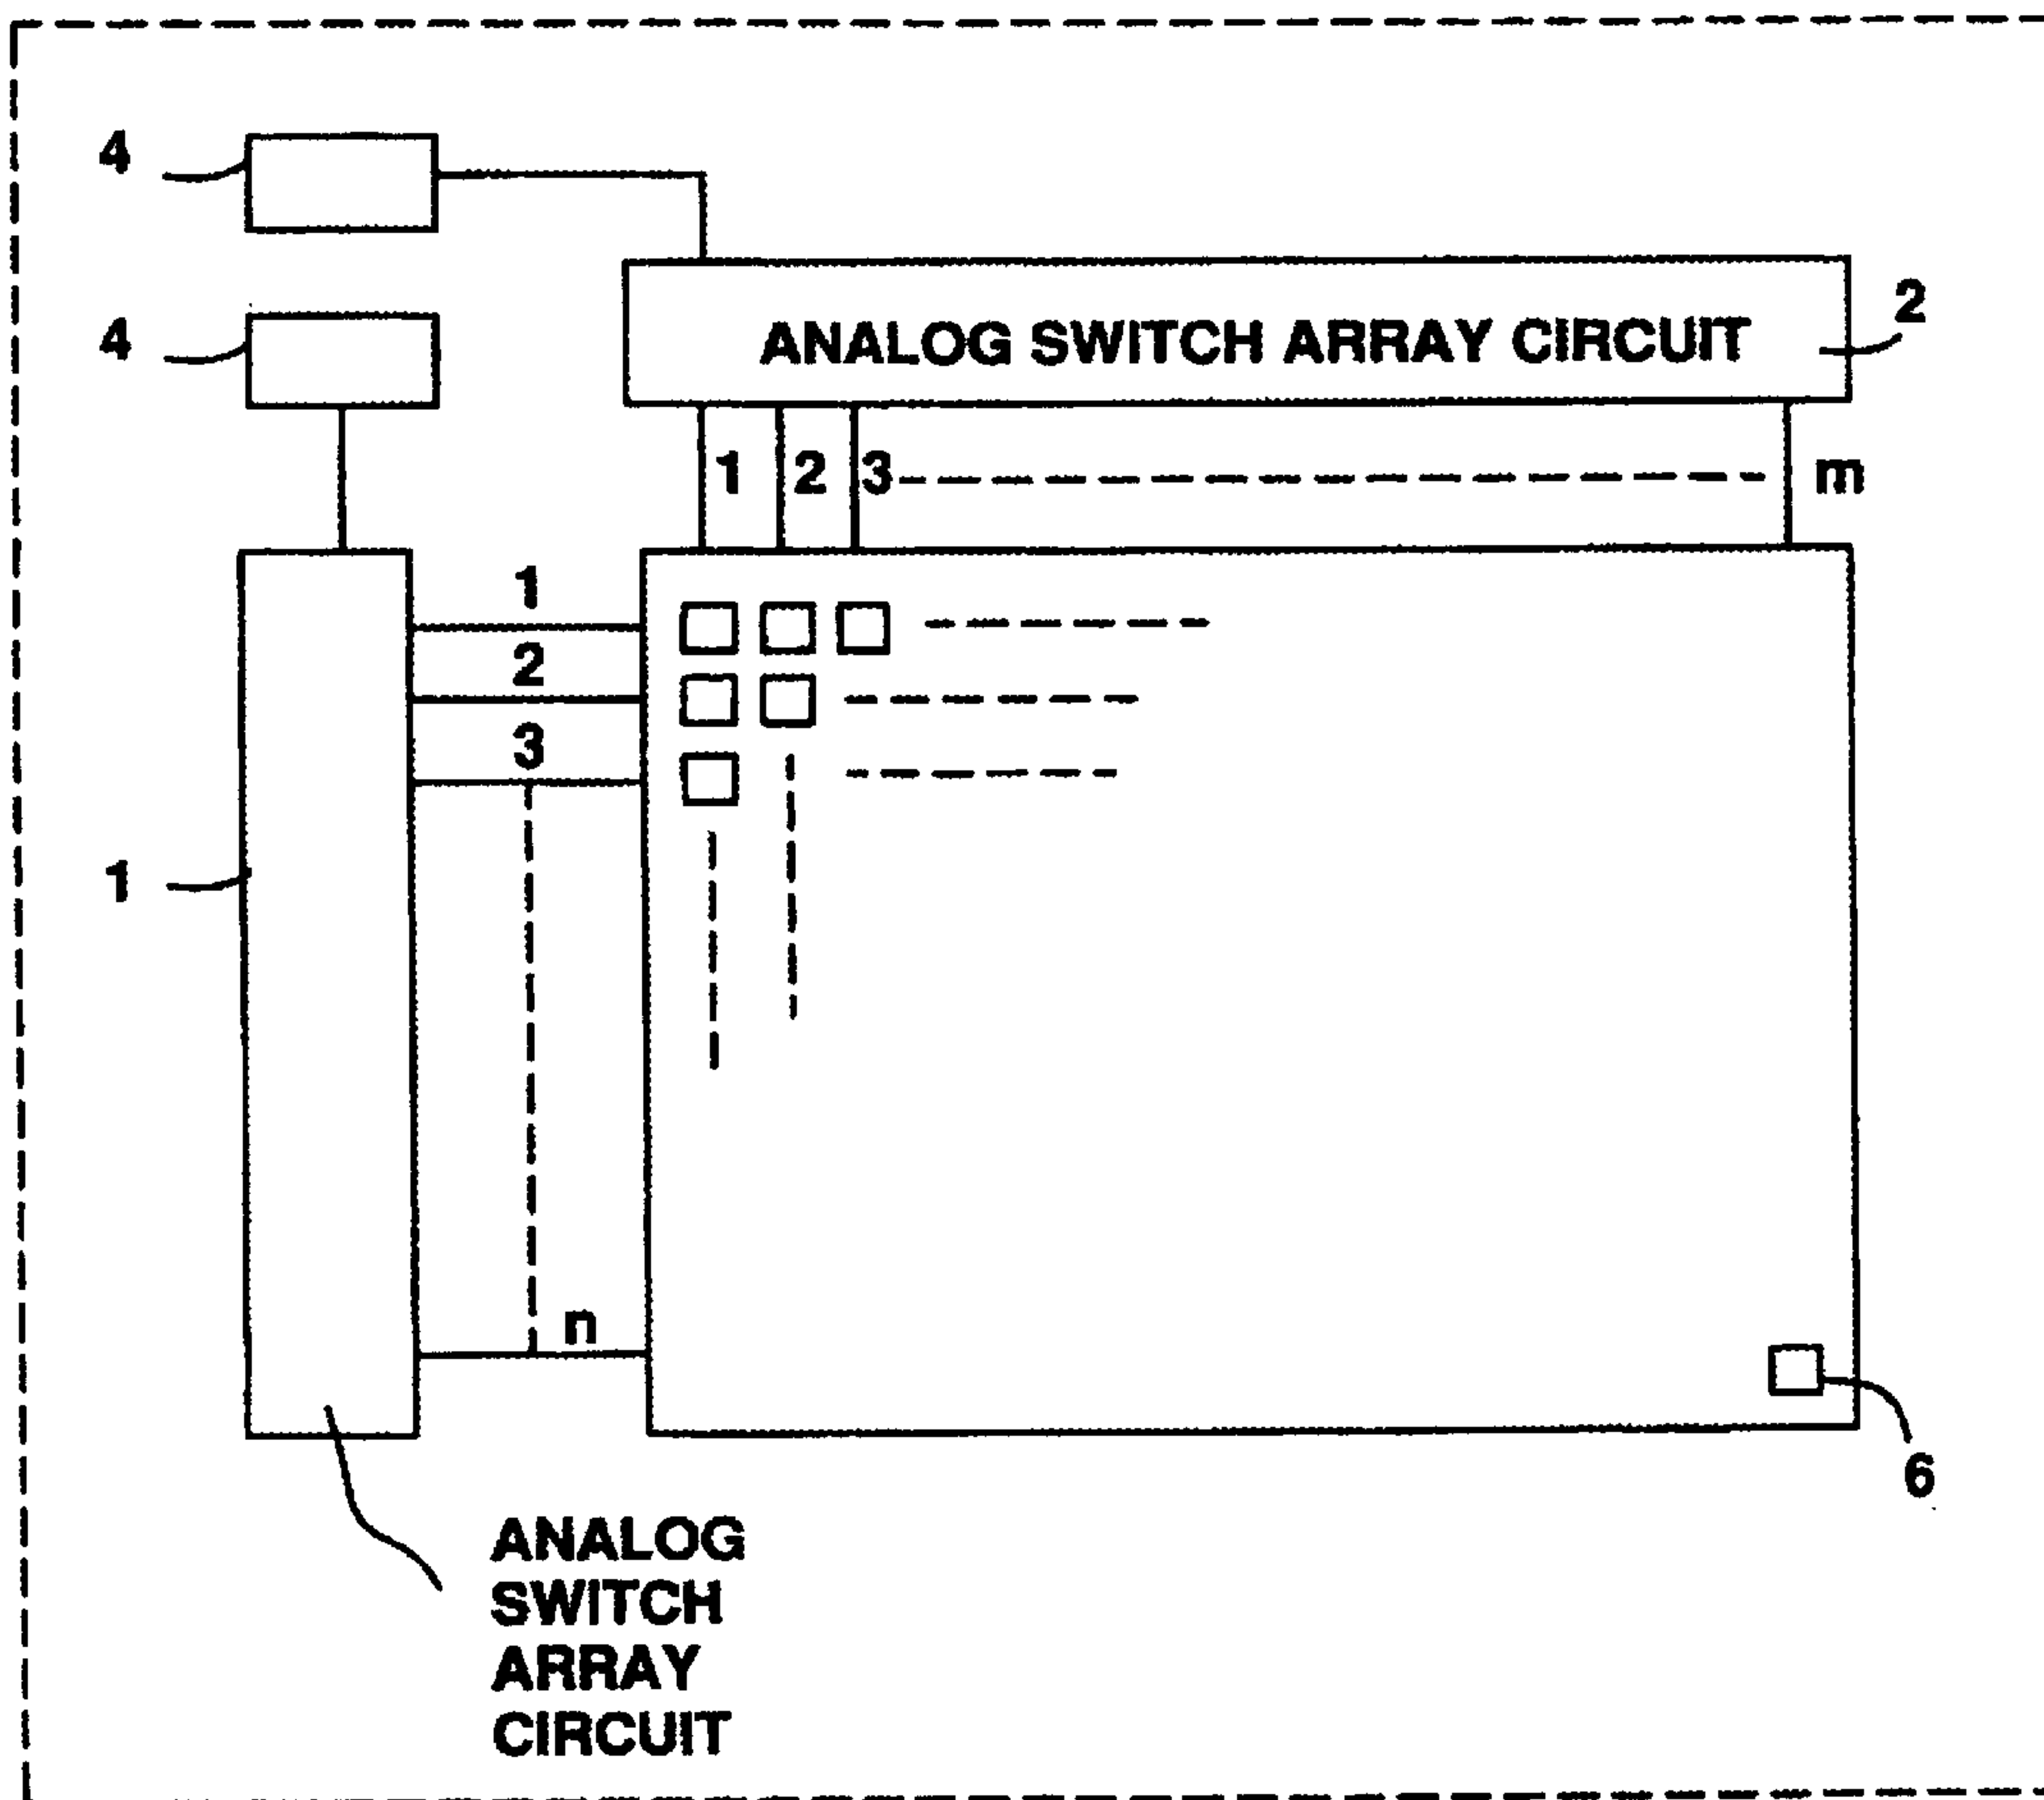 4
4
ANALOG SWITCH ARRAY CIRCUIT
2
1 2 3 m
1
2
3
1
n
6
ANALOG
SWITCH
ARRAY
CIRCUIT